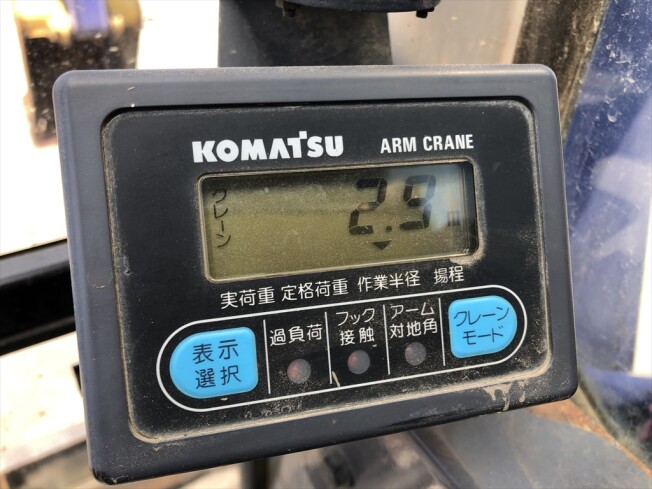 KOMATSU ARM CRANE
クレーン
2.9 m
実荷重 定格荷重 作業半径 揚程
表示
選択
過負荷
フック
接触
アーム
対地角
クレーン
モード